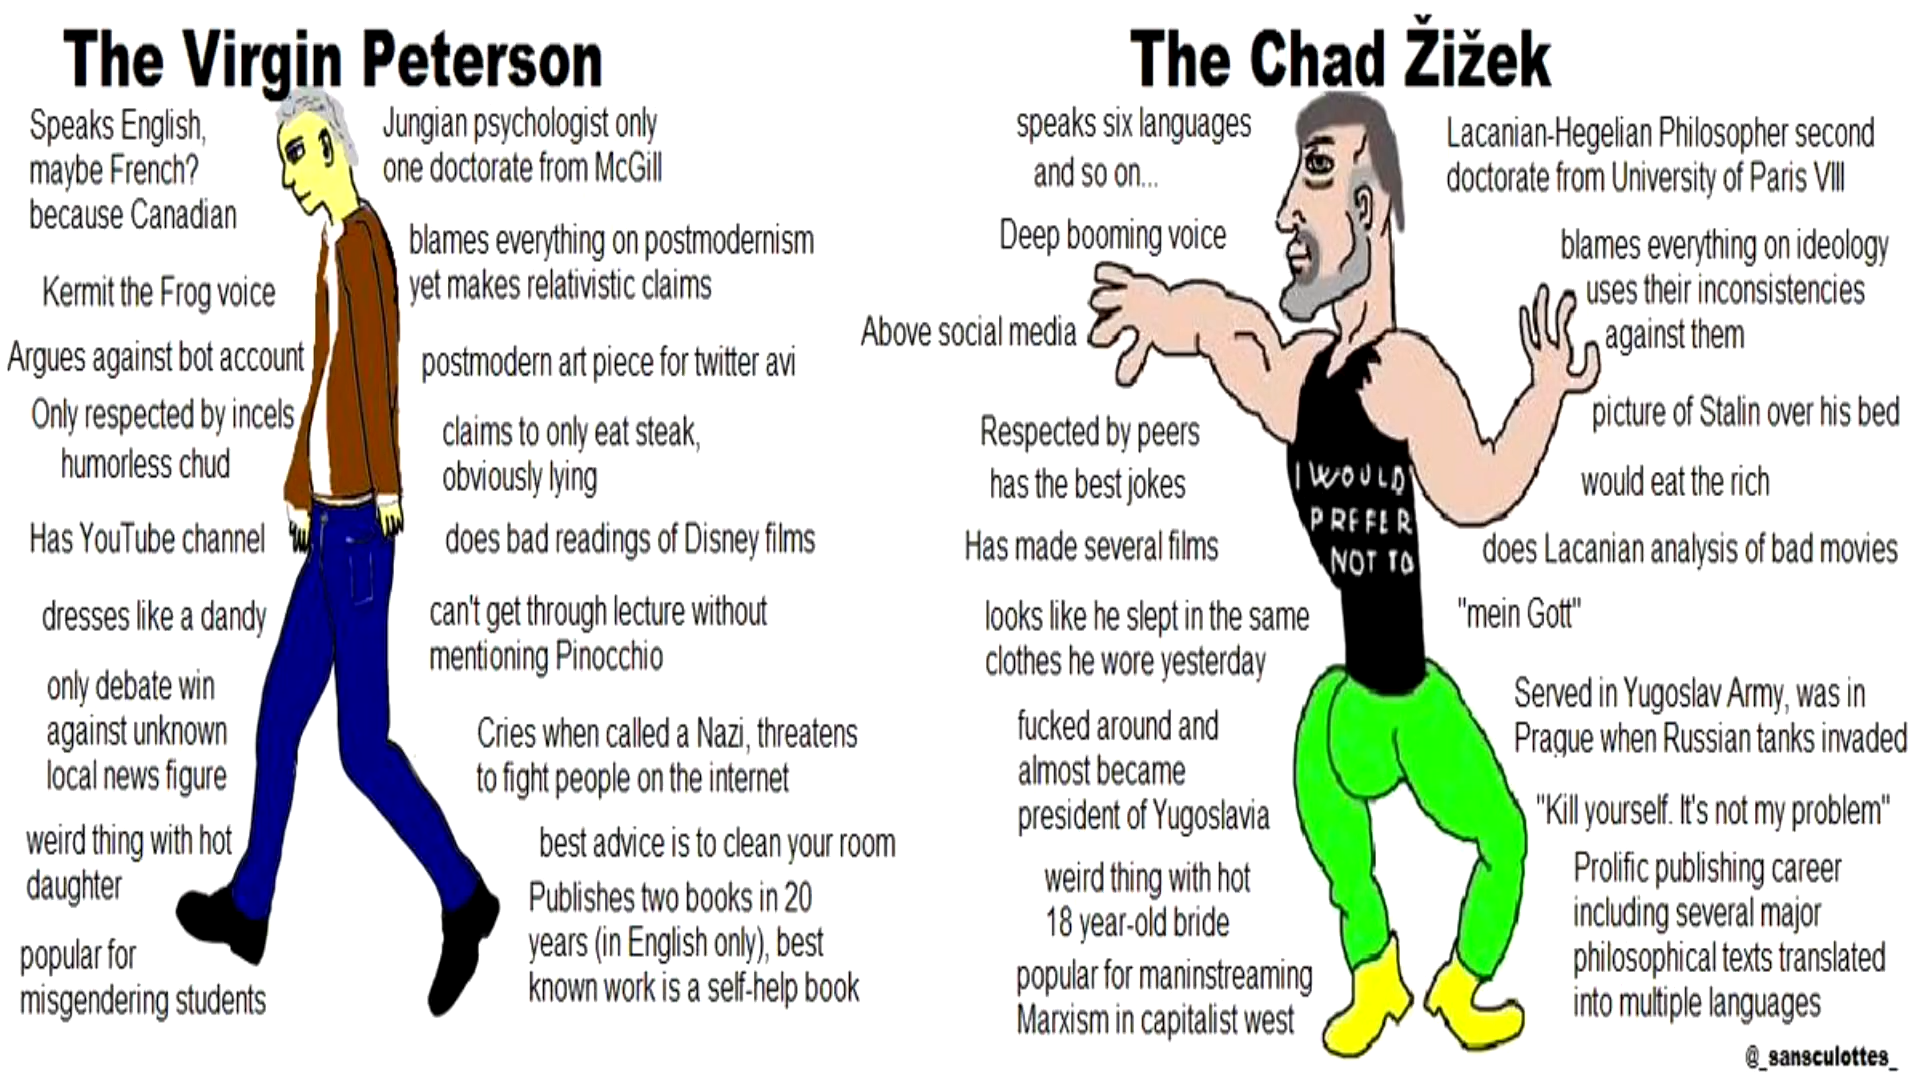 The Virgin Peterson
Speaks English,
maybe French?
because Canadian
Kermit the Frog voice
Argues against bot account
Only respected by incels
humorless chud
Has YouTube channel
dresses like a dandy
only debate win
against unknown
local news figure
weird thing with hot
daughter
popular for
misgendering students
Jungian psychologist only
one doctorate from McGill
blames everything on postmodernism
yet makes relativistic claims
postmodern art piece for twitter avi
claims to only eat steak,
obviously lying
does bad readings of Disney films
can't get through lecture without
mentioning Pinocchio
Cries when called a Nazi, threatens
to fight people on the internet
best advice is to clean your room
Publishes two books in 20
years (in English only), best
known work is a self-help book
The Chad Žižek
speaks six languages
and so on...
Deep booming voice
Above social media
Respected by peers
has the best jokes
Has made several films
looks like he slept in the same
clothes he wore yesterday
fucked around and
almost became
president of Yugoslavia
weird thing with hot
18 year-old bride
popular for maninstreaming
Marxism in capitalist west
I WOULD
PREFER
NOT TO
Lacanian-Hegelian Philosopher second
doctorate from University of Paris VIII
blames everything on ideology
uses their inconsistencies
against them
picture of Stalin over his bed
would eat the rich
does Lacanian analysis of bad movies
"mein Gott"
Served in Yugoslav Army, was in
Prague when Russian tanks invaded
"Kill yourself. It's not my problem"
Prolific publishing career
including several major
philosophical texts translated
into multiple languages
@_sansculottes_